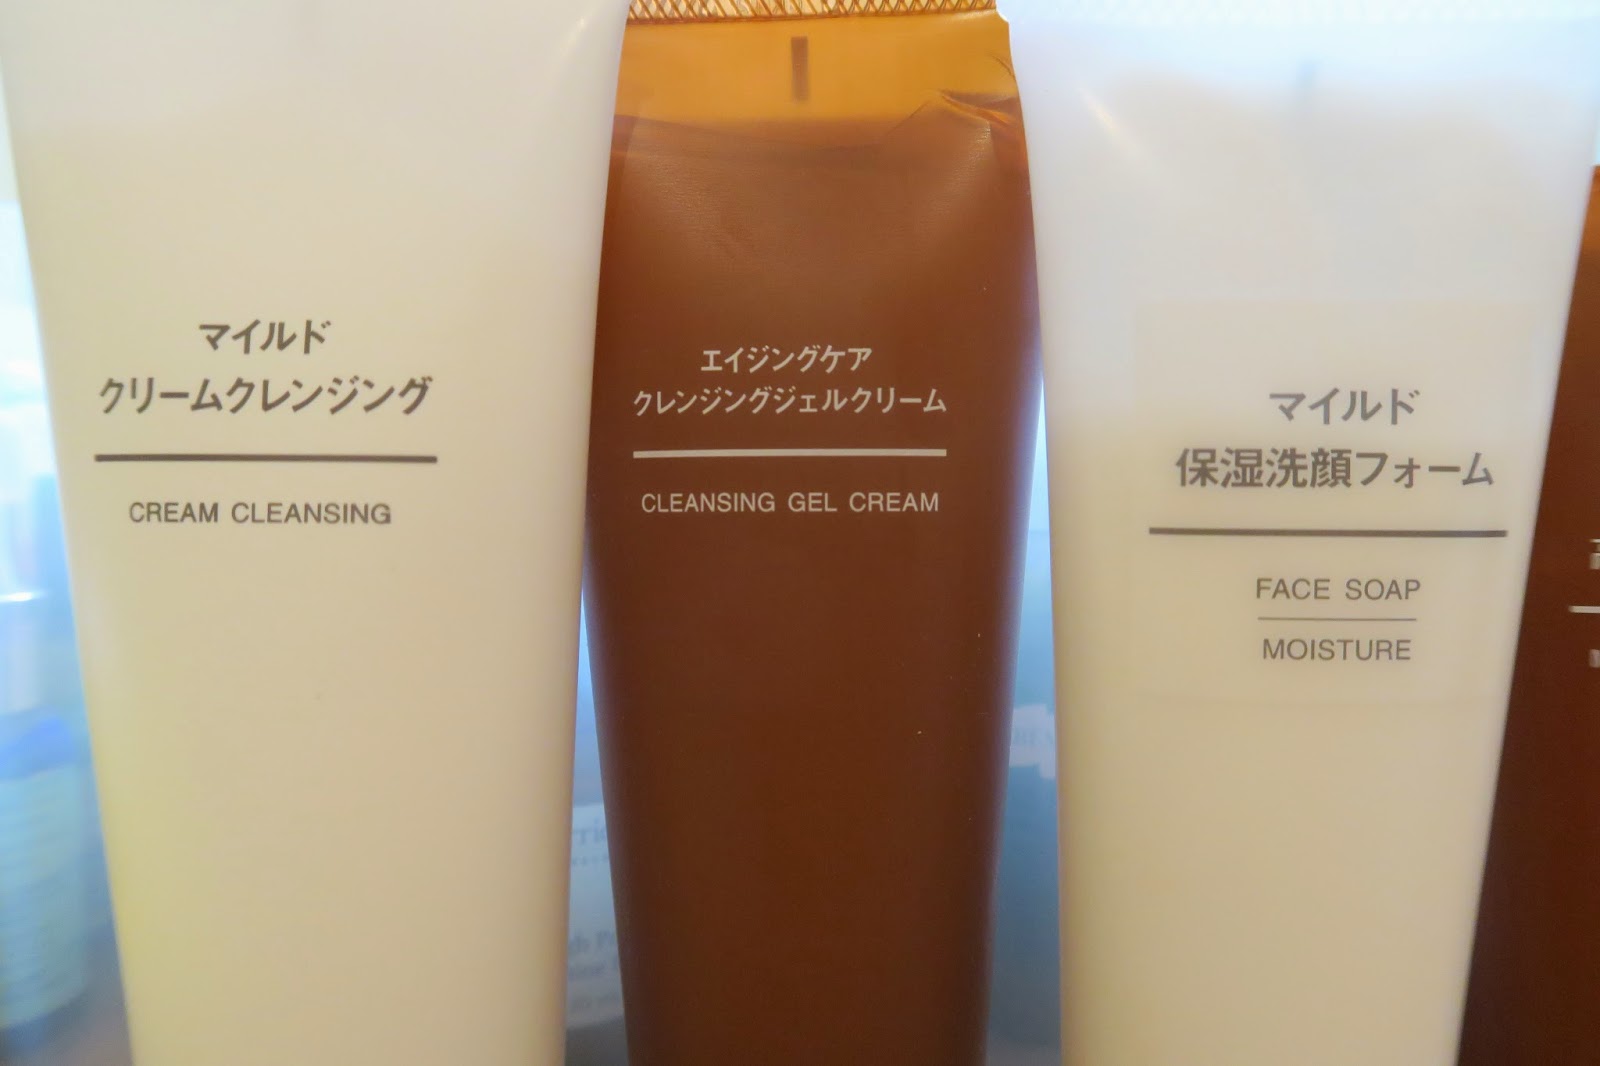 マイルド
クリームクレンジング
CREAM CLEANSING
エイジングケア
クレンジングジェルクリーム
CLEANSING GEL CREAM
マイルド
保湿洗顔フォーム
FACE SOAP
MOISTURE